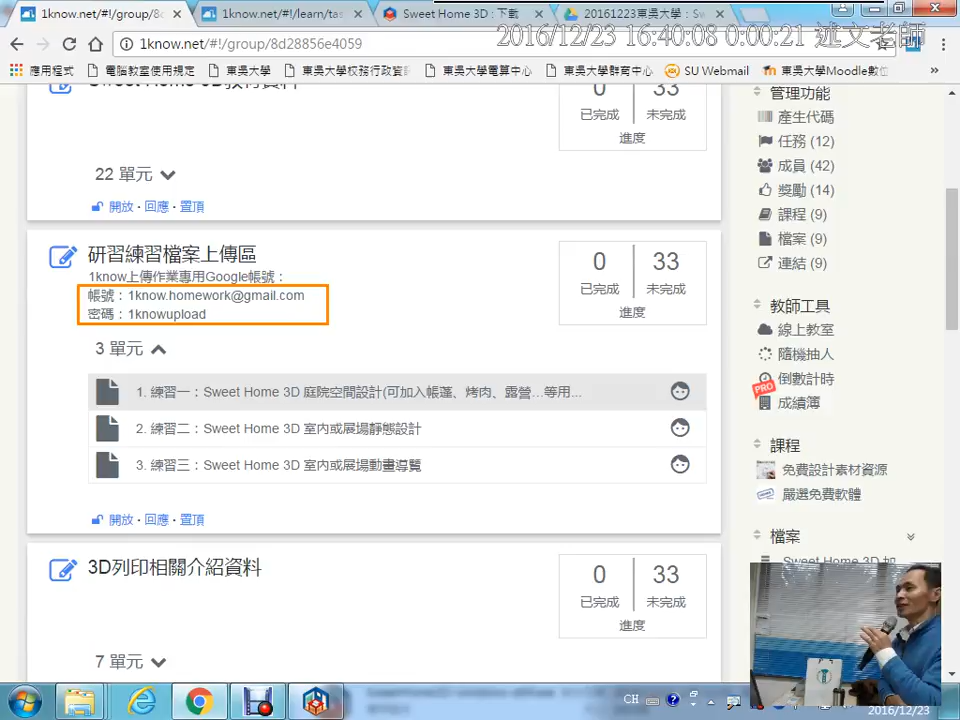 1know.net/#!/group/8d
1know.net/#!/learn/tas
Sweet Home 3D : 下載
20161223東吳大學：Sw
1know.net/#!/group/8d28856e4059
2016/12/23 16:40:08 0:00:21 述文老師
應用程式
電腦教室使用規定
東吳大學
東吳大學校務行政資訊
東吳大學電算中心
東吳大學群育中心
SU Webmail
東吳大學Moodle數位
Sweet Home 3D教材資料
0
33
已完成
未完成
進度
22 單元
開放・回應・置頂
研習練習檔案上傳區
1know上傳作業專用Google帳號：
帳號：1know.homework@gmail.com
密碼：1knowupload
0
33
已完成
未完成
進度
3 單元
1. 練習一：Sweet Home 3D 庭院空間設計(可加入帳篷、烤肉、露營...等用...
2. 練習二：Sweet Home 3D 室內或展場靜態設計
3. 練習三：Sweet Home 3D 室內或展場動畫導覽
開放・回應・置頂
3D列印相關介紹資料
0
33
已完成
未完成
進度
7 單元
管理功能
產生代碼
任務 (12)
成員 (42)
獎勵 (14)
課程 (9)
檔案 (9)
連結 (9)
教師工具
線上教室
隨機抽人
倒數計時
PRO
成績簿
課程
免費設計素材資源
嚴選免費軟體
檔案
Sweet Home 3D 加
CH
2016/12/23